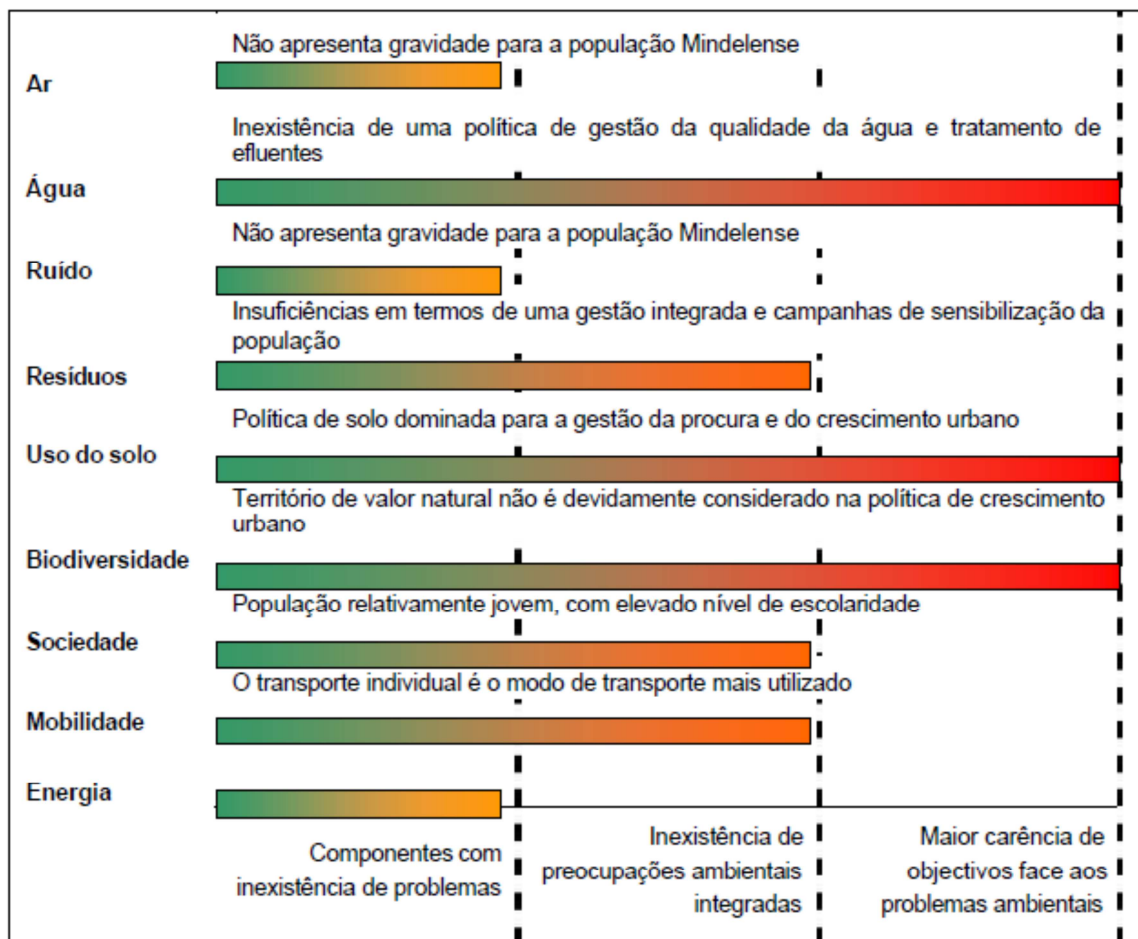 Não apresenta gravidade para a população Mindelense
Ar
Inexistência de uma política de gestão da qualidade da água e tratamento de
efluentes
Água
Não apresenta gravidade para a população Mindelense
Ruído
Insuficiências em termos de uma gestão integrada e campanhas de sensibilização da
população
Resíduos
Política de solo dominada para a gestão da procura e do crescimento urbano
Uso do solo
Território de valor natural não é devidamente considerado na política de crescimento
urbano
Biodiversidade
População relativamente jovem, com elevado nível de escolaridade
Sociedade
O transporte individual é o modo de transporte mais utilizado
Mobilidade
Energia
Componentes com
inexistência de problemas
Inexistência de
preocupações ambientais
integradas
Maior carência de
objectivos face aos
problemas ambientais